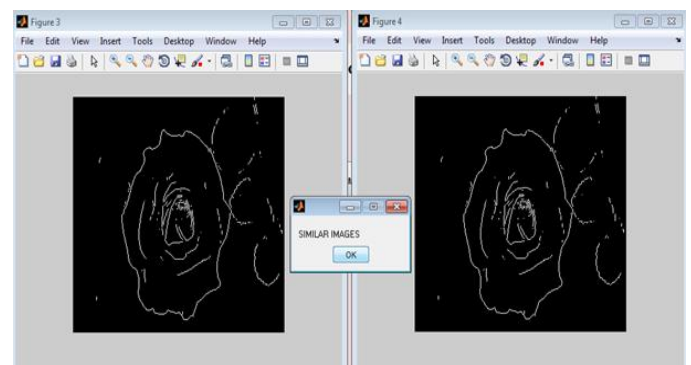 Figure 3
File Edit View Insert Tools Desktop Window Help
Figure 4
File Edit View Insert Tools Desktop Window Help
SIMILAR IMAGES
OK